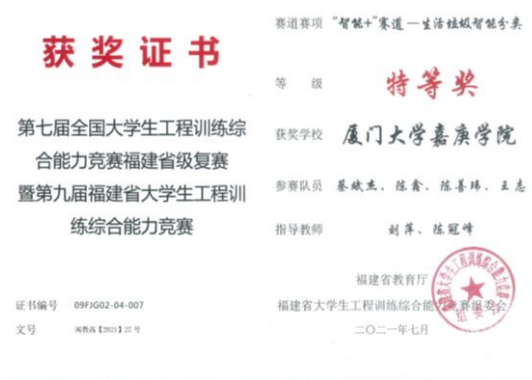 获奖证书
第七届全国大学生工程训练综
合能力竞赛福建省级复赛
暨第九届福建省大学生工程训
练综合能力竞赛
证书编号 09FJG02-04-007
文号 闽教高【2021】27 号
赛道赛项 “智能+”赛道—生活垃圾智能分类
等 级 特等奖
获奖学校 厦门大学嘉庚学院
参赛队员 蔡斌杰、陈鑫、陈善玮、王志
指导教师 刘萍、陈冠峰
福建省教育厅
福建省大学生工程训练综合能力竞赛组委会
二〇二一年七月